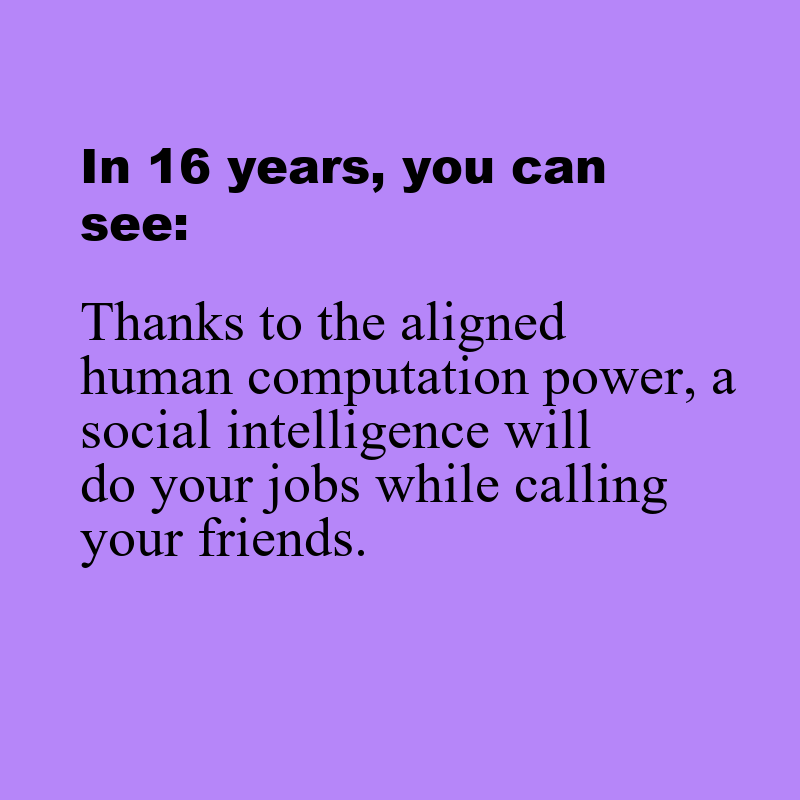 In 16 years, you can
see:
Thanks to the aligned
human computation power, a
social intelligence will
do your jobs while calling
your friends.